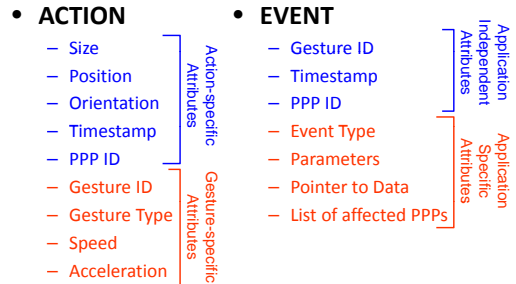 • ACTION
– Size
– Position
– Orientation
– Timestamp
– PPP ID
Action-specific
Attributes
– Gesture ID
– Gesture Type
– Speed
– Acceleration
Gesture-specific
Attributes
• EVENT
– Gesture ID
– Timestamp
– PPP ID
Application
Independent
Attributes
– Event Type
– Parameters
– Pointer to Data
– List of affected PPPs
Application
Specific
Attributes